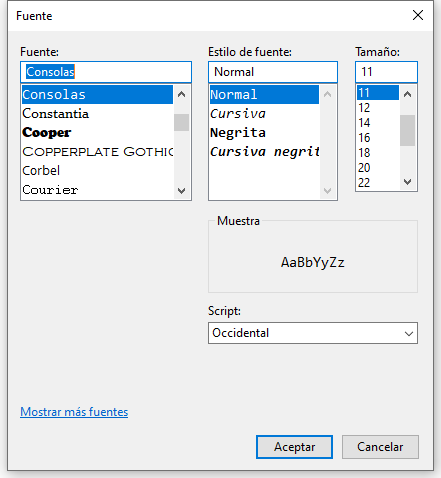 Fuente
Fuente:
Consolas
Consolas
Constantia
Cooper
Copperplate Gothic
Corbel
Courier
Estilo de fuente:
Normal
Normal
Cursiva
Negrita
Cursiva negrit
Tamaño:
11
11
12
14
16
18
20
22
Muestra
AaBbYyZz
Script:
Occidental
Mostrar más fuentes
Aceptar
Cancelar